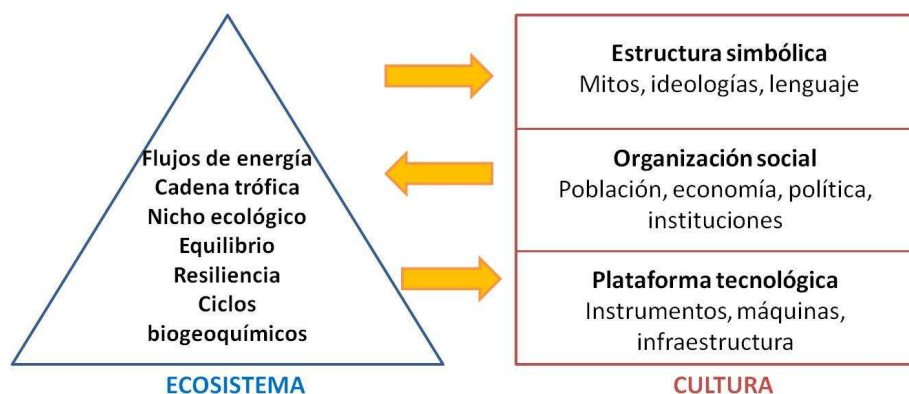 Flujos de energía
Cadena trófica
Nicho ecológico
Equilibrio
Resiliencia
Ciclos
biogeoquímicos
ECOSISTEMA
Estructura simbólica
Mitos, ideologías, lenguaje
Organización social
Población, economía, política,
instituciones
Plataforma tecnológica
Instrumentos, máquinas,
infraestructura
CULTURA